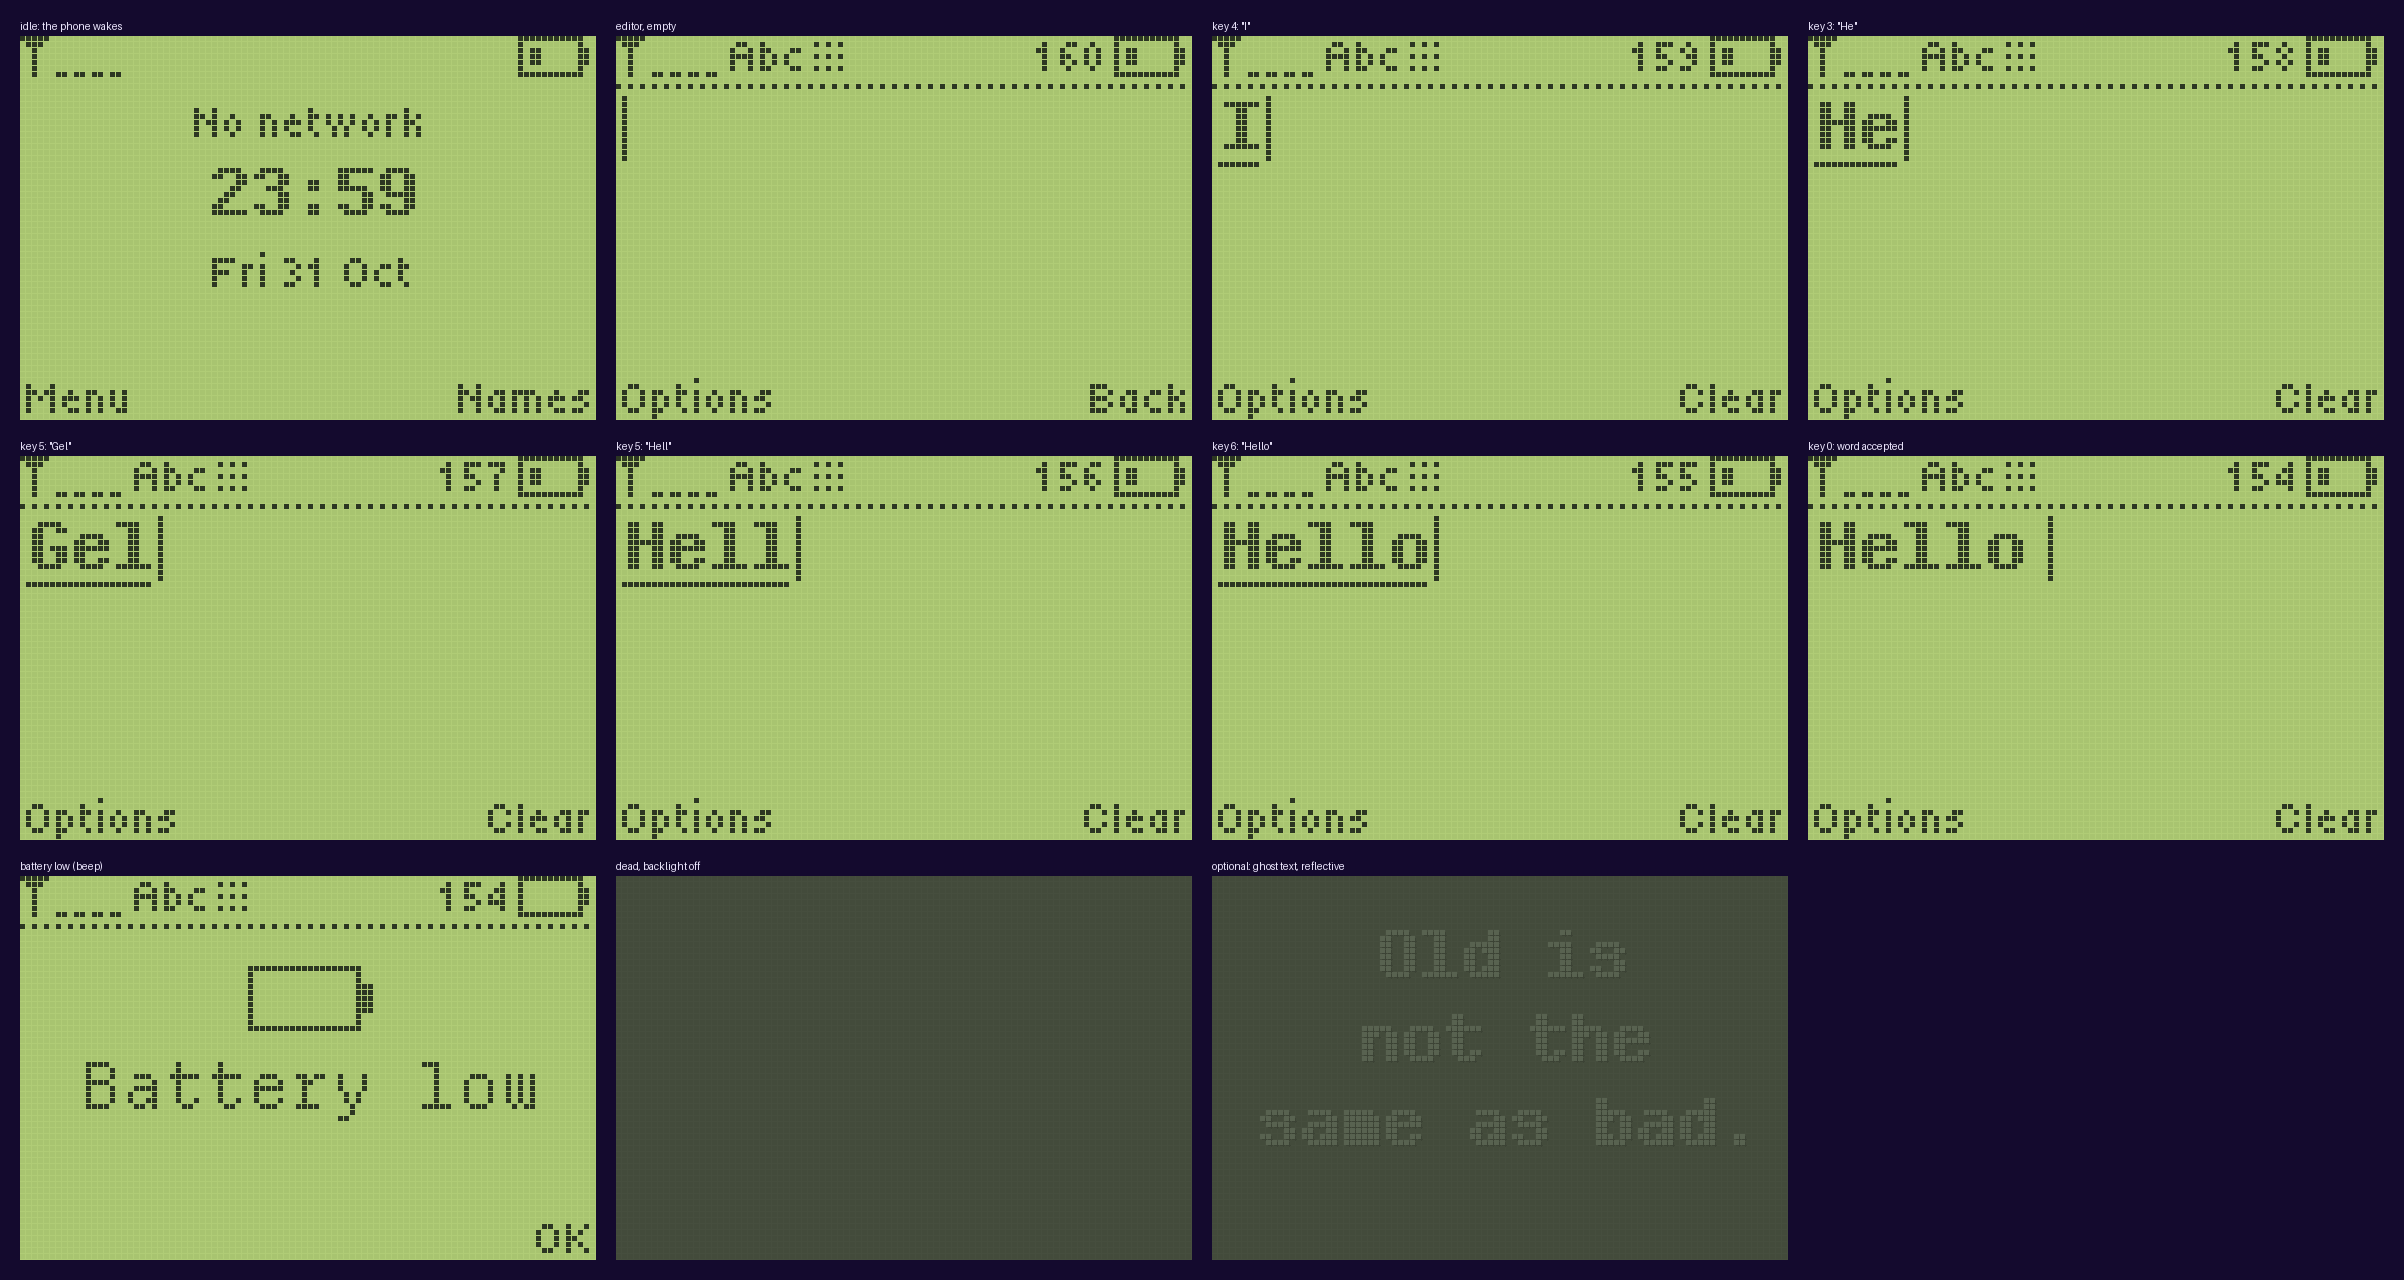 idle: the phone wakes
No network
23:59
Fri 31 Oct
Menu Names
editor, empty
Abc 160
Options Back
key 4: "I"
Abc 159
I
Options Clear
key 3: "He"
Abc 158
He
Options Clear
key 5: "Gel"
Abc 157
Gel
Options Clear
key 5: "Hell"
Abc 156
Hell
Options Clear
key 6: "Hello"
Abc 155
Hello
Options Clear
key 0: word accepted
Abc 154
Hello
Options Clear
battery low (beep)
Abc 154
Battery low
OK
dead, backlight off
optional: ghost text, reflective
Old is
not the
same as bad.